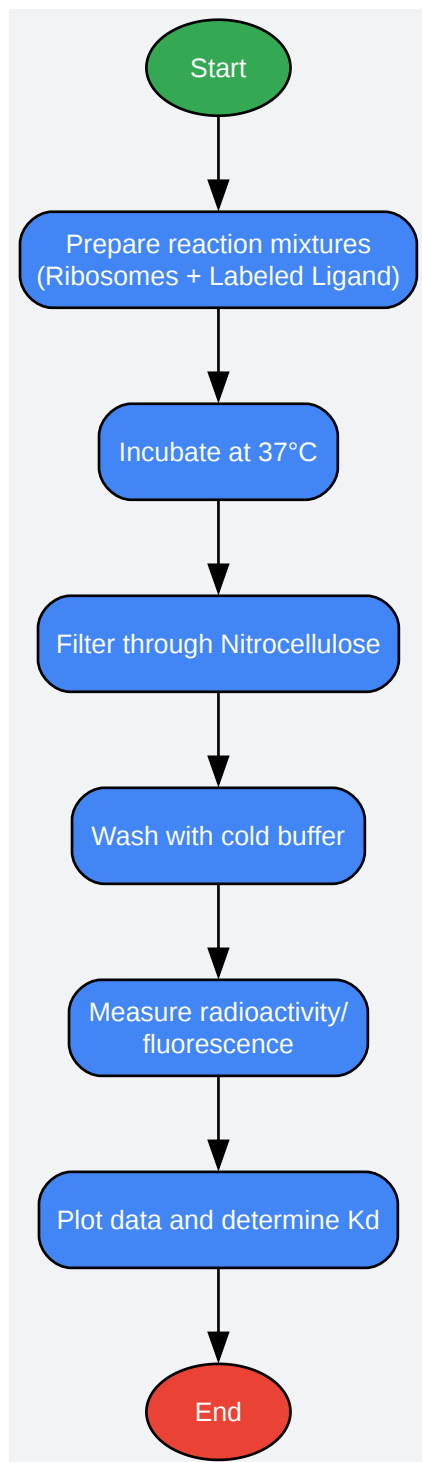 Start
Prepare reaction mixtures
(Ribosomes + Labeled Ligand)
Incubate at 37°C
Filter through Nitrocellulose
Wash with cold buffer
Measure radioactivity/
fluorescence
Plot data and determine Kd
End